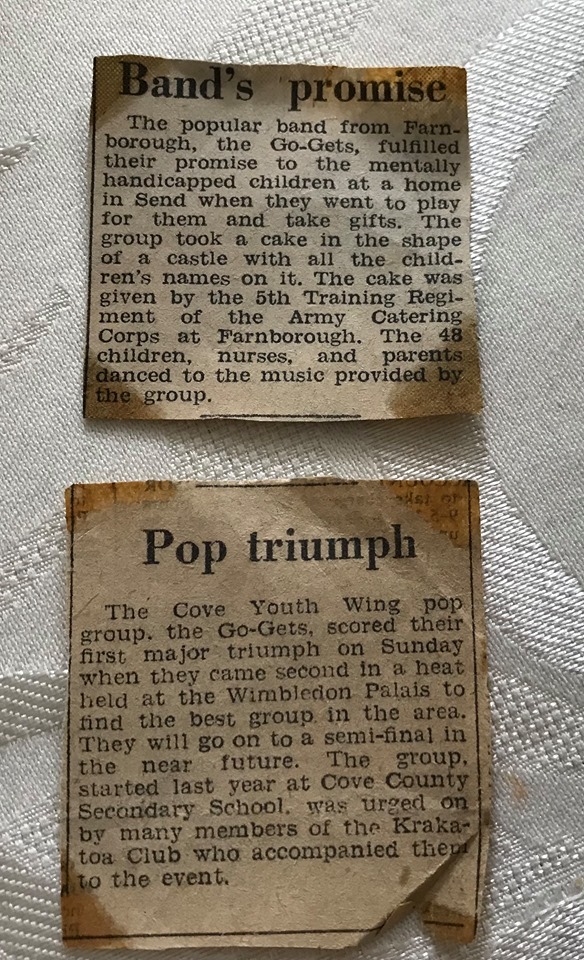 Band's promise
The popular band from Farn-
borough, the Go-Gets, fulfilled
their promise to the mentally
handicapped children at a home
in Send when they went to play
for them and take gifts. The
group took a cake in the shape
of a castle with all the child-
ren's names on it. The cake was
given by the 5th Training Regi-
ment of the Army Catering
Corps at Farnborough. The 48
children, nurses, and parents
danced to the music provided by
the group.
Pop triumph
The Cove Youth Wing pop
group, the Go-Gets, scored their
first major triumph on Sunday
when they came second in a heat
held at the Wimbledon Palais to
find the best group in the area.
They will go on to a semi-final in
the near future. The group,
started last year at Cove County
Secondary School, was urged on
by many members of the Kraka-
toa Club who accompanied them
to the event.